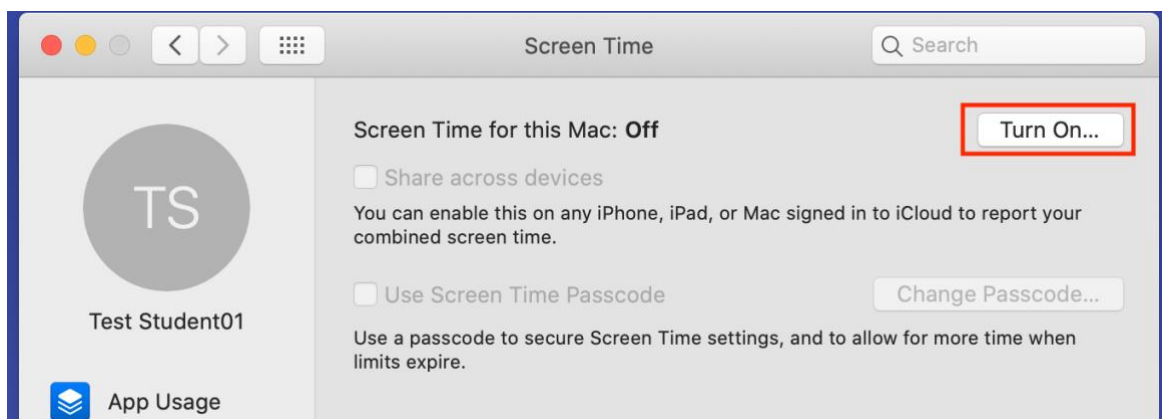 Screen Time
Search
TS
Test Student01
App Usage
Screen Time for this Mac: Off
Turn On...
Share across devices
You can enable this on any iPhone, iPad, or Mac signed in to iCloud to report your
combined screen time.
Use Screen Time Passcode
Change Passcode...
Use a passcode to secure Screen Time settings, and to allow for more time when
limits expire.